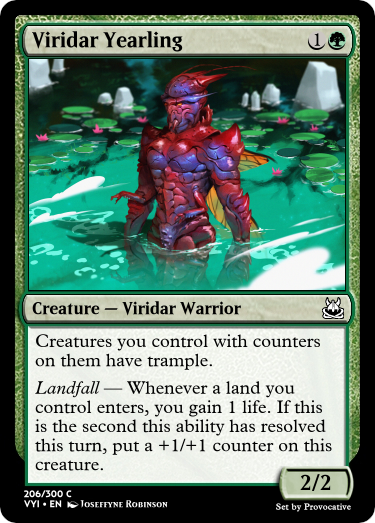 Viridar Yearling 1
Creature — Viridar Warrior
Creatures you control with counters
on them have trample.
Landfall — Whenever a land you
control enters, you gain 1 life. If this
is the second this ability has resolved
this turn, put a +1/+1 counter on this
creature.
2/2
206/300 C
VYI • EN Joseffyne Robinson
Set by Provocative